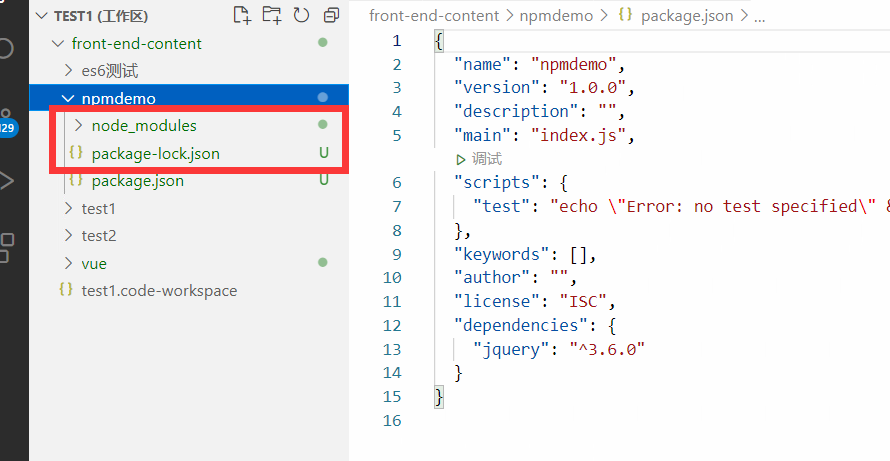 TEST1 (工作区)
front-end-content
es6测试
npmdemo
node_modules
package-lock.json U
package.json U
test1
test2
vue
test1.code-workspace
129
front-end-content > npmdemo > {} package.json > ...
1 {
2 "name": "npmdemo",
3 "version": "1.0.0",
4 "description": "",
5 "main": "index.js",
调试
6 "scripts": {
7 "test": "echo \"Error: no test specified\" &
8 },
9 "keywords": [],
10 "author": "",
11 "license": "ISC",
12 "dependencies": {
13 "jquery": "^3.6.0"
14 }
15 }
16